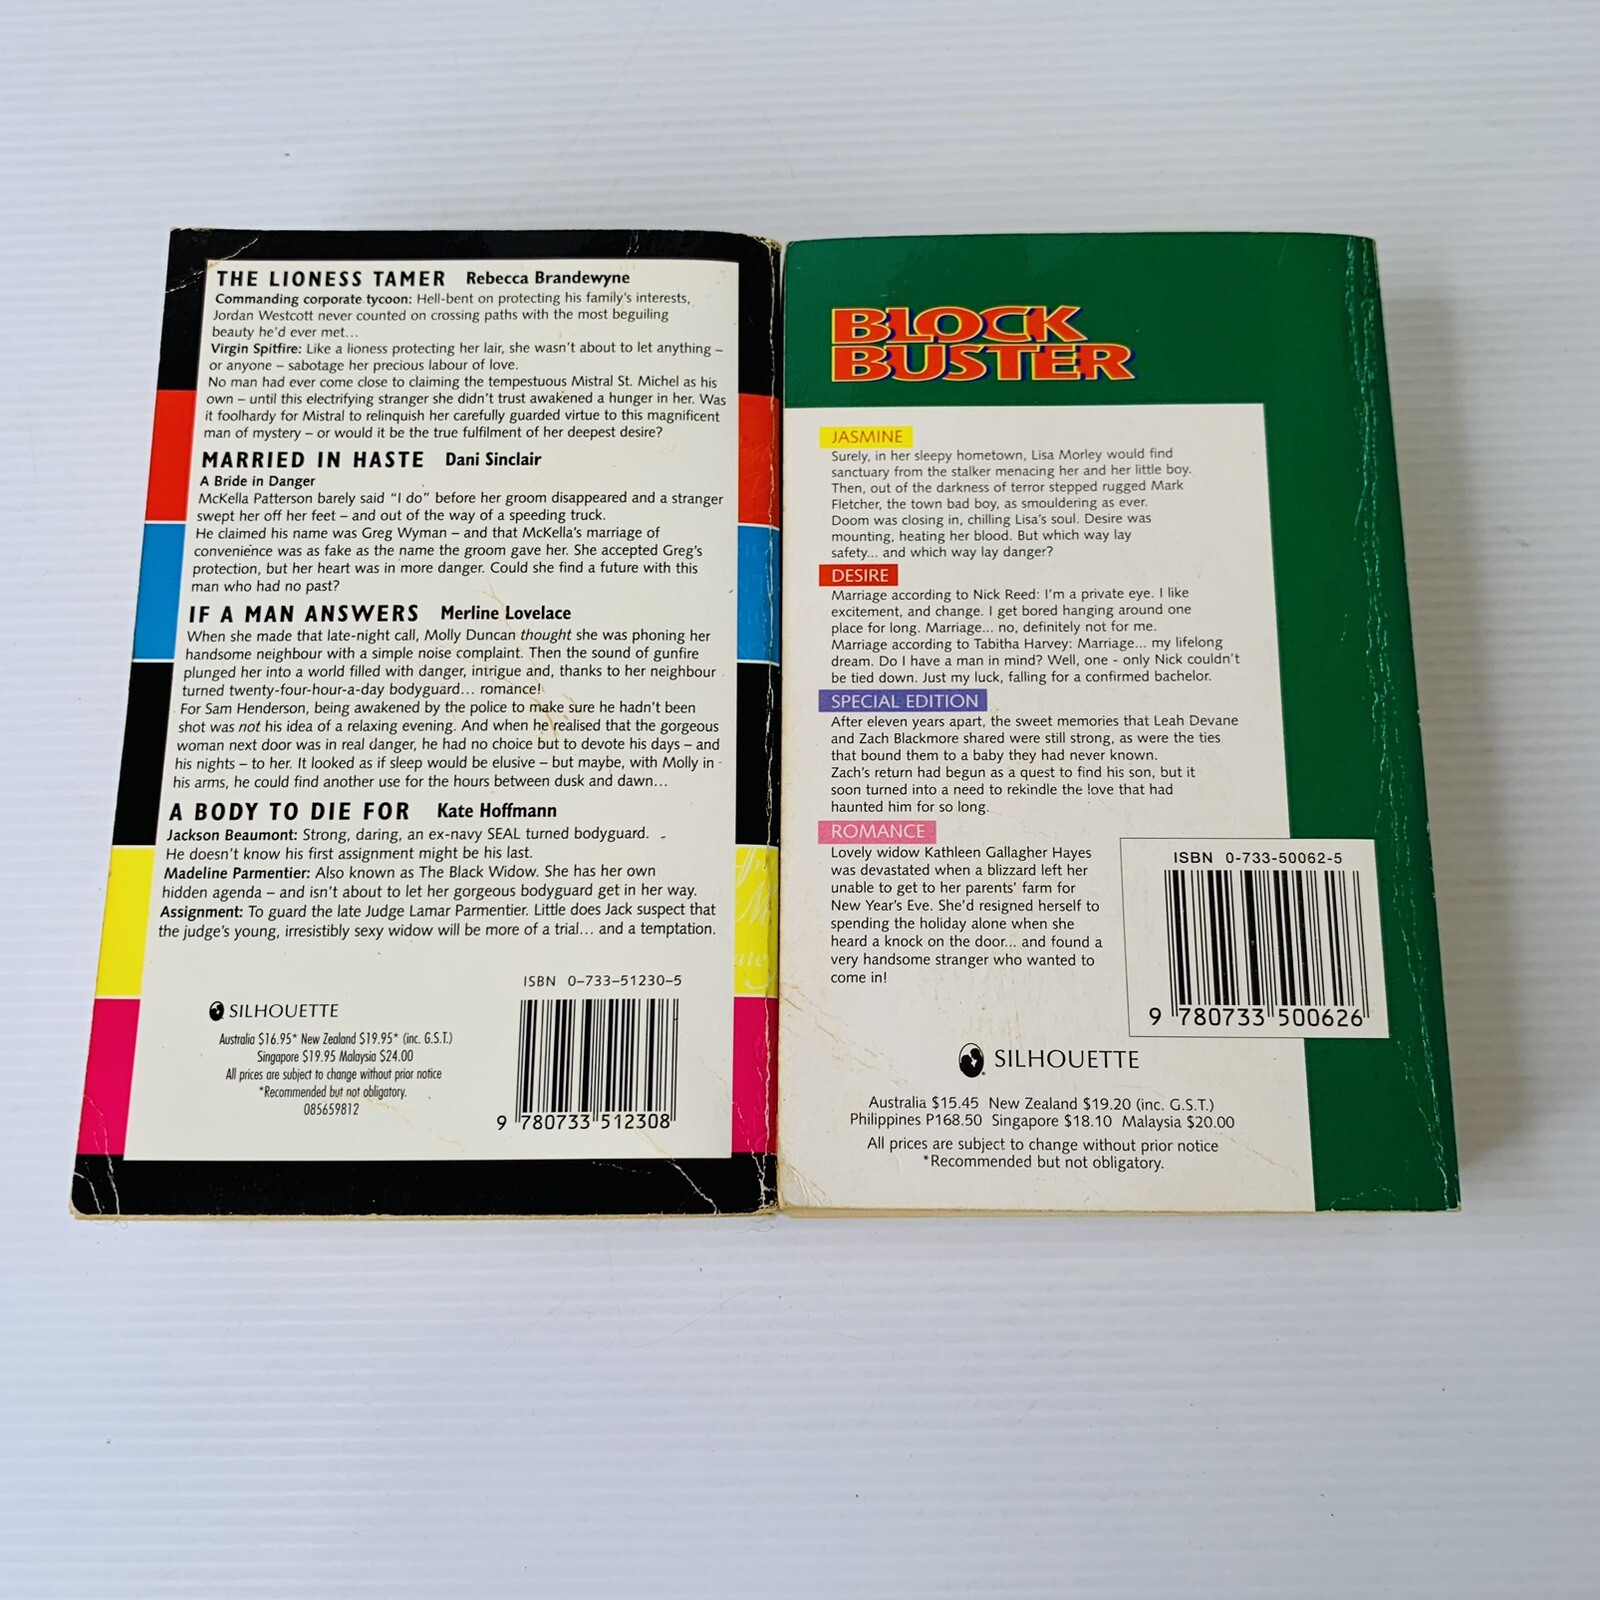 THE LIONESS TAMER Rebecca Brandewyne
Commanding corporate tycoon: Hell-bent on protecting his family's interests,
Jordan Westcott never counted on crossing paths with the most beguiling
beauty he'd ever met...
Virgin Spitfire: Like a lioness protecting her lair, she wasn't about to let anything –
or anyone – sabotage her precious labour of love.
No man had ever come close to claiming the tempestuous Mistral St. Michel as his
own – until this electrifying stranger she didn't trust awakened a hunger in her. Was
it foolhardy for Mistral to relinquish her carefully guarded virtue to this magnificent
man of mystery – or would it be the true fulfilment of her deepest desire?
MARRIED IN HASTE Dani Sinclair
A Bride in Danger
McKella Patterson barely said "I do" before her groom disappeared and a stranger
swept her off her feet – and out of the way of a speeding truck.
He claimed his name was Greg Wyman – and that McKella's marriage of
convenience was as fake as the name the groom gave her. She accepted Greg's
protection, but her heart was in more danger. Could she find a future with this
man who had no past?
IF A MAN ANSWERS Merline Lovelace
When she made that late-night call, Molly Duncan thought she was phoning her
handsome neighbour with a simple noise complaint. Then the sound of gunfire
plunged her into a world filled with danger, intrigue and, thanks to her neighbour
turned twenty-four-hour-a-day bodyguard... romance!
For Sam Henderson, being awakened by the police to make sure he hadn't been
shot was not his idea of a relaxing evening. And when he realised that the gorgeous
woman next door was in real danger, he had no choice but to devote his days – and
his nights – to her. It looked as if sleep would be elusive – but maybe, with Molly in
his arms, he could find another use for the hours between dusk and dawn...
A BODY TO DIE FOR Kate Hoffmann
Jackson Beaumont: Strong, daring, an ex-navy SEAL turned bodyguard.
He doesn't know his first assignment might be his last.
Madeline Parmentier: Also known as The Black Widow. She has her own
hidden agenda – and isn't about to let her gorgeous bodyguard get in her way.
Assignment: To guard the late Judge Lamar Parmentier. Little does Jack suspect that
the judge's young, irresistibly sexy widow will be more of a trial... and a temptation.
ISBN 0–733–51230–5
SILHOUETTE
Australia $16.95* New Zealand $19.95* (inc. G.S.T.)
Singapore $19.95 Malaysia $24.00
All prices are subject to change without prior notice
*Recommended but not obligatory.
085659812
9 780733 512308
BLOCK
BUSTER
JASMINE
Surely, in her sleepy hometown, Lisa Morley would find
sanctuary from the stalker menacing her and her little boy.
Then, out of the darkness of terror stepped rugged Mark
Fletcher, the town bad boy, as smouldering as ever.
Doom was closing in, chilling Lisa's soul. Desire was
mounting, heating her blood. But which way lay
safety... and which way lay danger?
DESIRE
Marriage according to Nick Reed: I'm a private eye. I like
excitement, and change. I get bored hanging around one
place for long. Marriage... no, definitely not for me.
Marriage according to Tabitha Harvey: Marriage... my lifelong
dream. Do I have a man in mind? Well, one - only Nick couldn't
be tied down. Just my luck, falling for a confirmed bachelor.
SPECIAL EDITION
After eleven years apart, the sweet memories that Leah Devane
and Zach Blackmore shared were still strong, as were the ties
that bound them to a baby they had never known.
Zach's return had begun as a quest to find his son, but it
soon turned into a need to rekindle the love that had
haunted him for so long.
ROMANCE
Lovely widow Kathleen Gallagher Hayes
was devastated when a blizzard left her
unable to get to her parents' farm for
New Year's Eve. She'd resigned herself to
spending the holiday alone when she
heard a knock on the door... and found a
very handsome stranger who wanted to
come in!
ISBN 0-733-50062-5
9 780733 500626
SILHOUETTE
Australia $15.45 New Zealand $19.20 (inc. G.S.T.)
Philippines P168.50 Singapore $18.10 Malaysia $20.00
All prices are subject to change without prior notice
*Recommended but not obligatory.